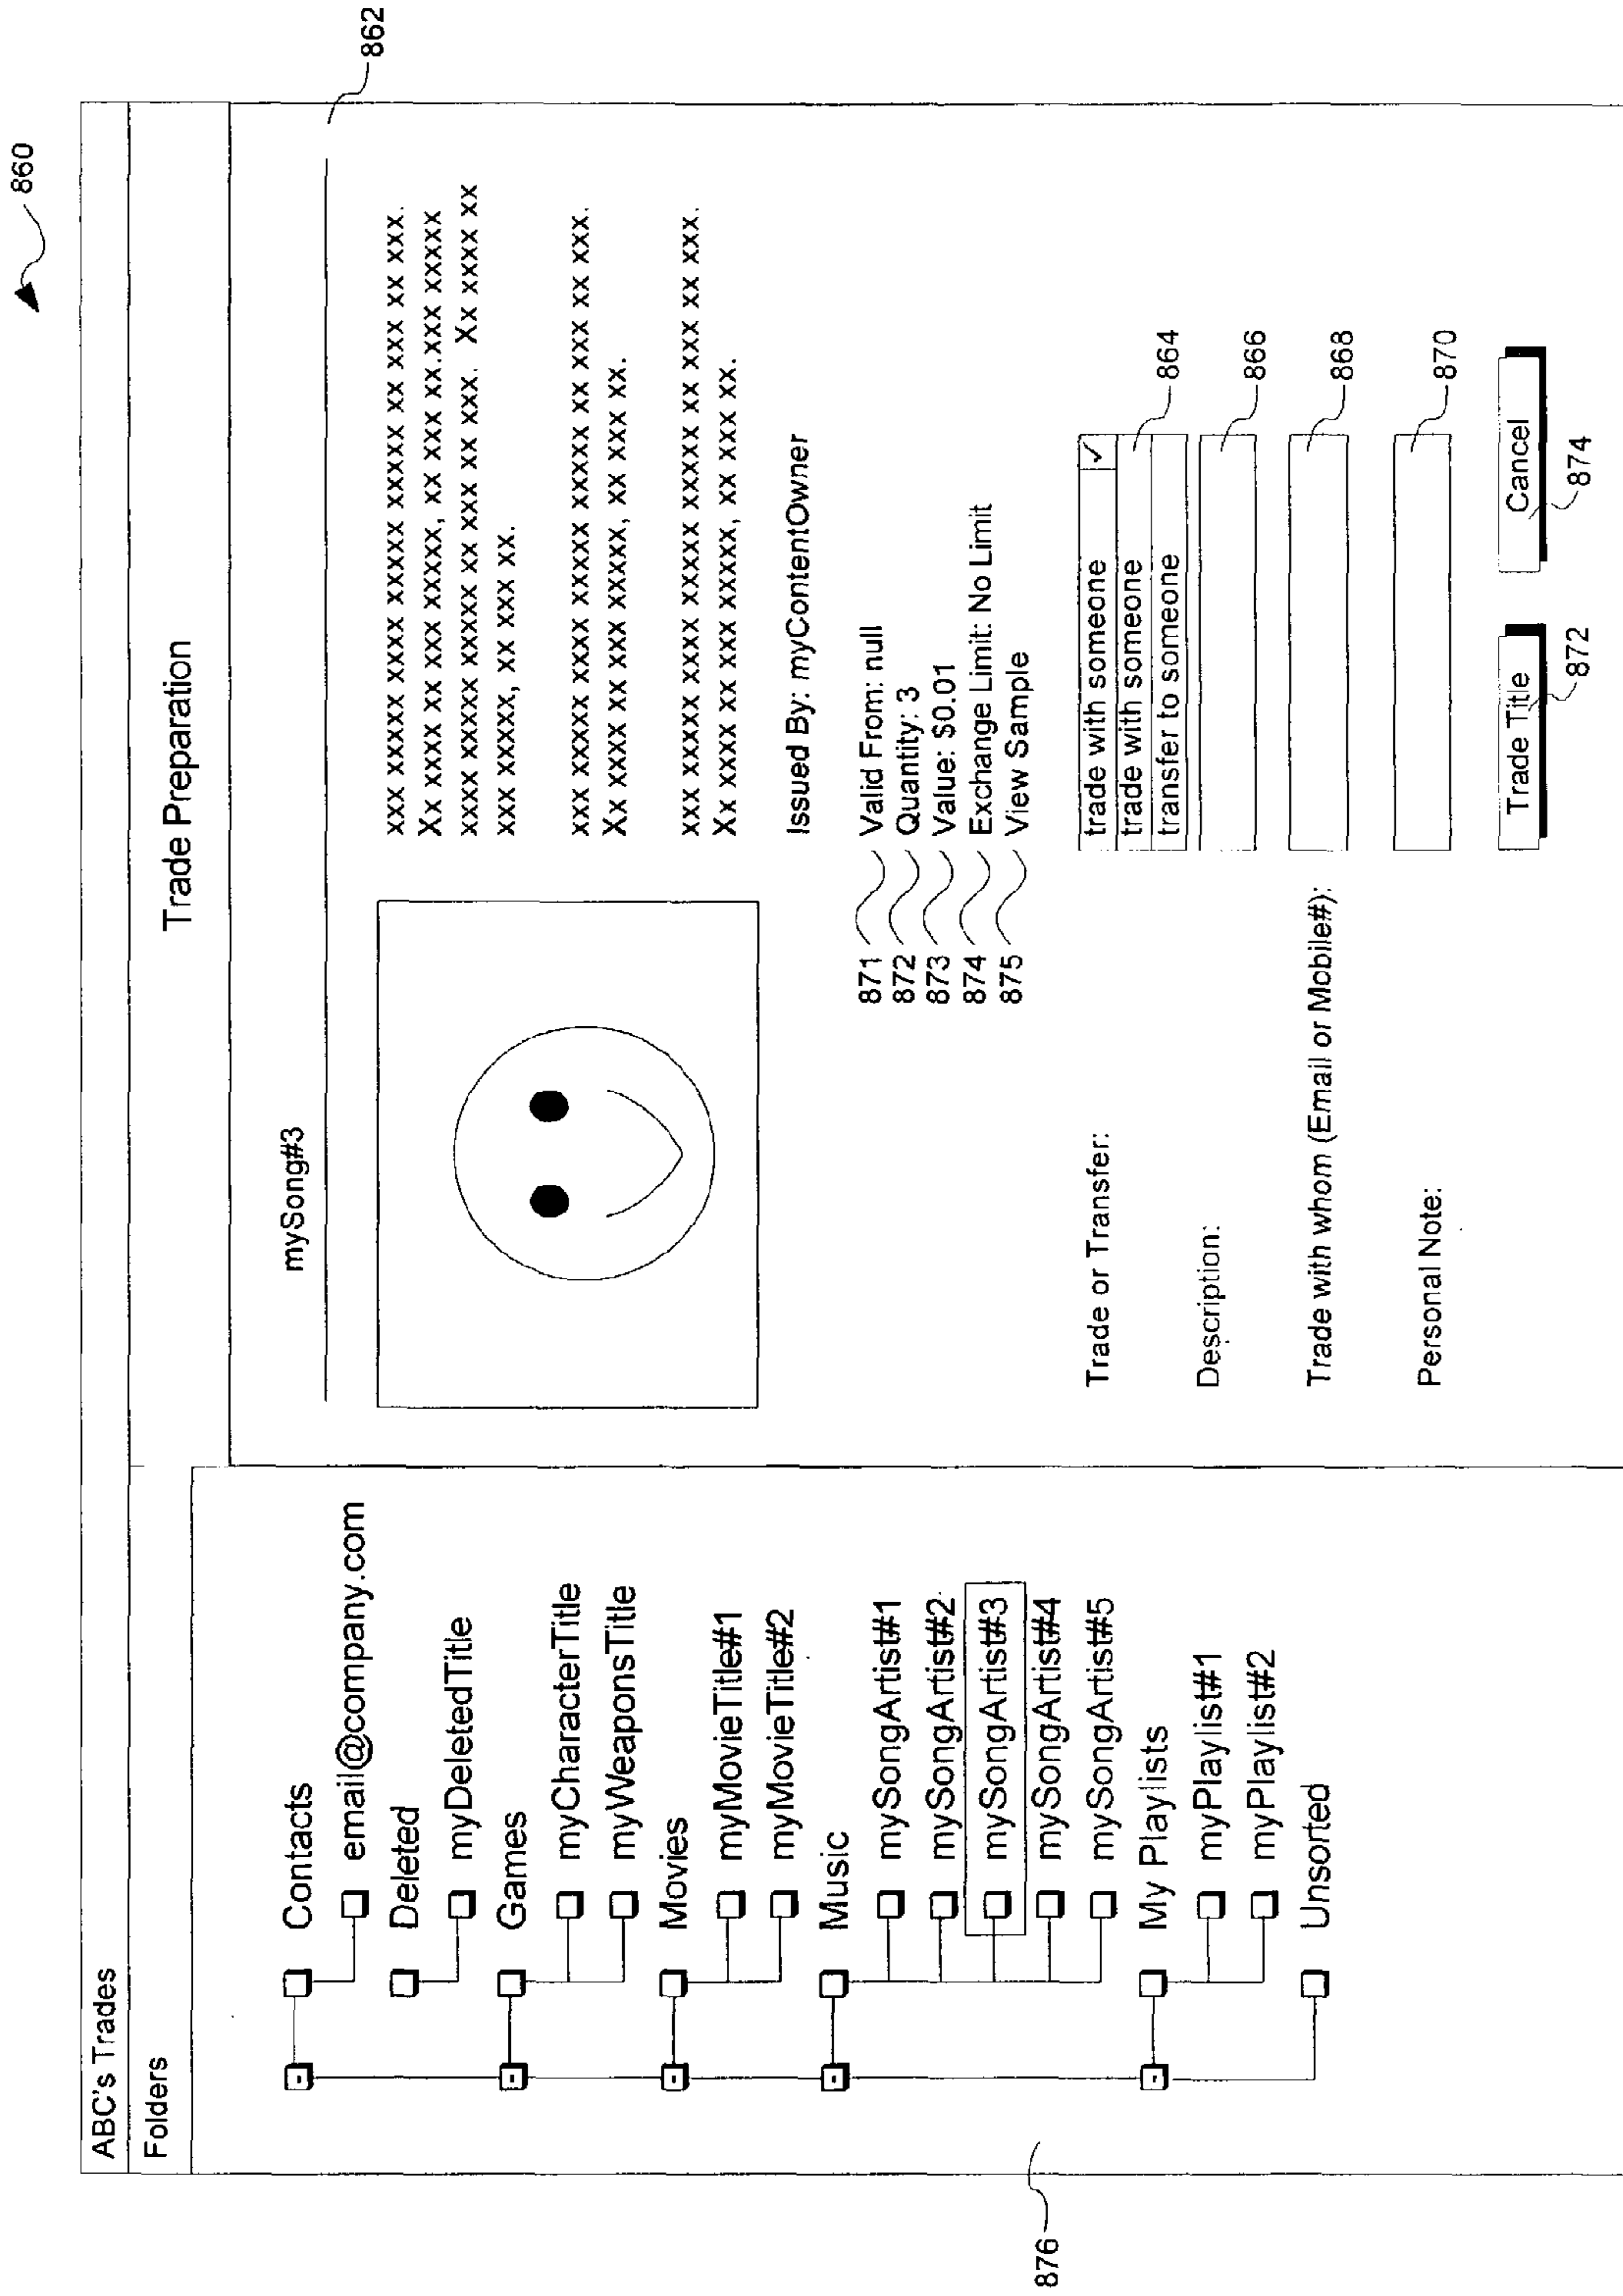 860
ABC's Trades
Folders
Trade Preparation
862
Contacts
email@company.com
Deleted
myDeletedTitle
Games
myCharacterTitle
myWeaponsTitle
Movies
myMovieTitle#1
myMovieTitle#2
Music
mySongArtist#1
mySongArtist#2
mySongArtist#3
mySongArtist#4
mySongArtist#5
My Playlists
myPlaylist#1
myPlaylist#2
Unsorted
876
mySong#3
xxx xxxxx xxxx xxxxx xxxx xxxxx xx xxx xx xxx.
Xx xxxx xx xxx xxxxx, xx xxx xx.xxx xxxxx
xxxx xxxxx xxxx xxxxx xx xxx xx xxx. Xx xxxx xx
xxx xxxxx, xx xxx xx.
xxx xxxxx xxxx xxxxx xxxx xxxxx xx xxx xx xxx.
Xx xxxx xx xxx xxxxx, xx xxx xx.
xxx xxxxx xxxx xxxxx xxxx xxxxx xx xxx xx xxx.
Xx xxxx xx xxx xxxxx, xx xxx xx.
Issued By: myContentOwner
871 Valid From: null
872 Quantity: 3
873 Value: $0.01
874 Exchange Limit: No Limit
875 View Sample
Trade or Transfer:
trade with someone ✓
trade with someone
transfer to someone
864
Description:
866
Trade with whom (Email or Mobile#):
868
Personal Note:
870
Trade Title
872
Cancel
874